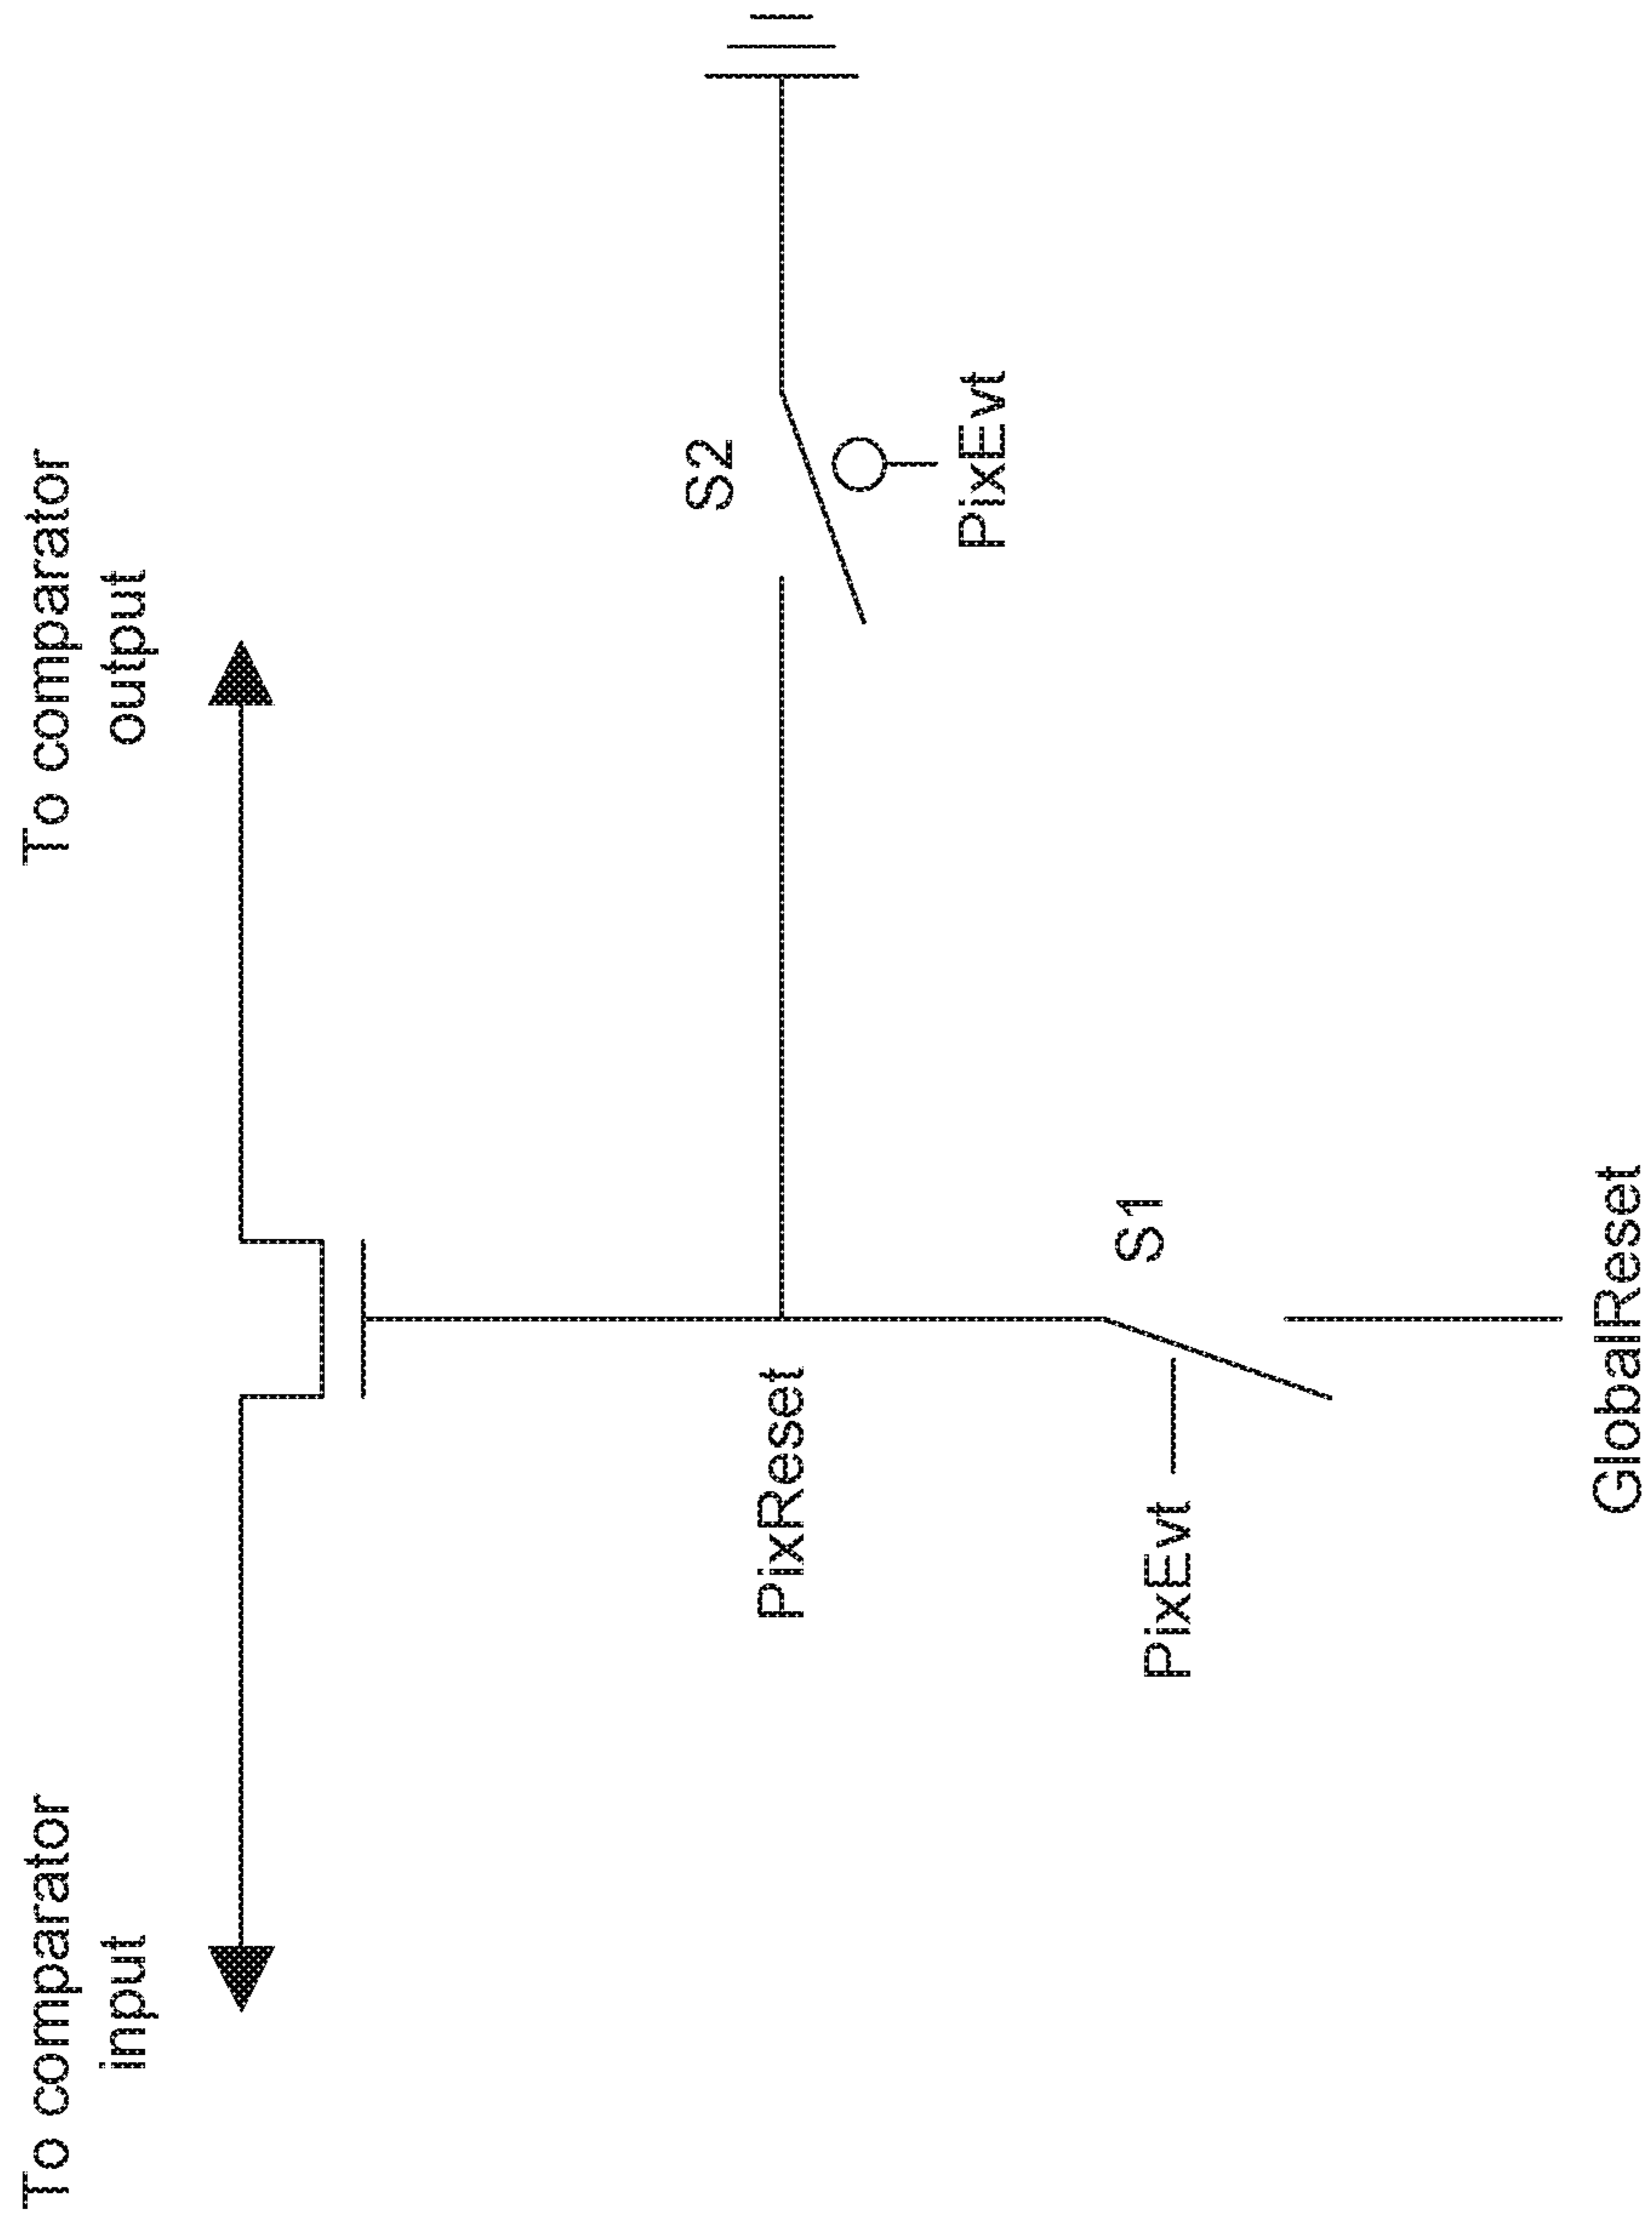 To comparator
input
To comparator
output
PixReset
S2
PixEvt
PixEvt
S1
GlobalReset